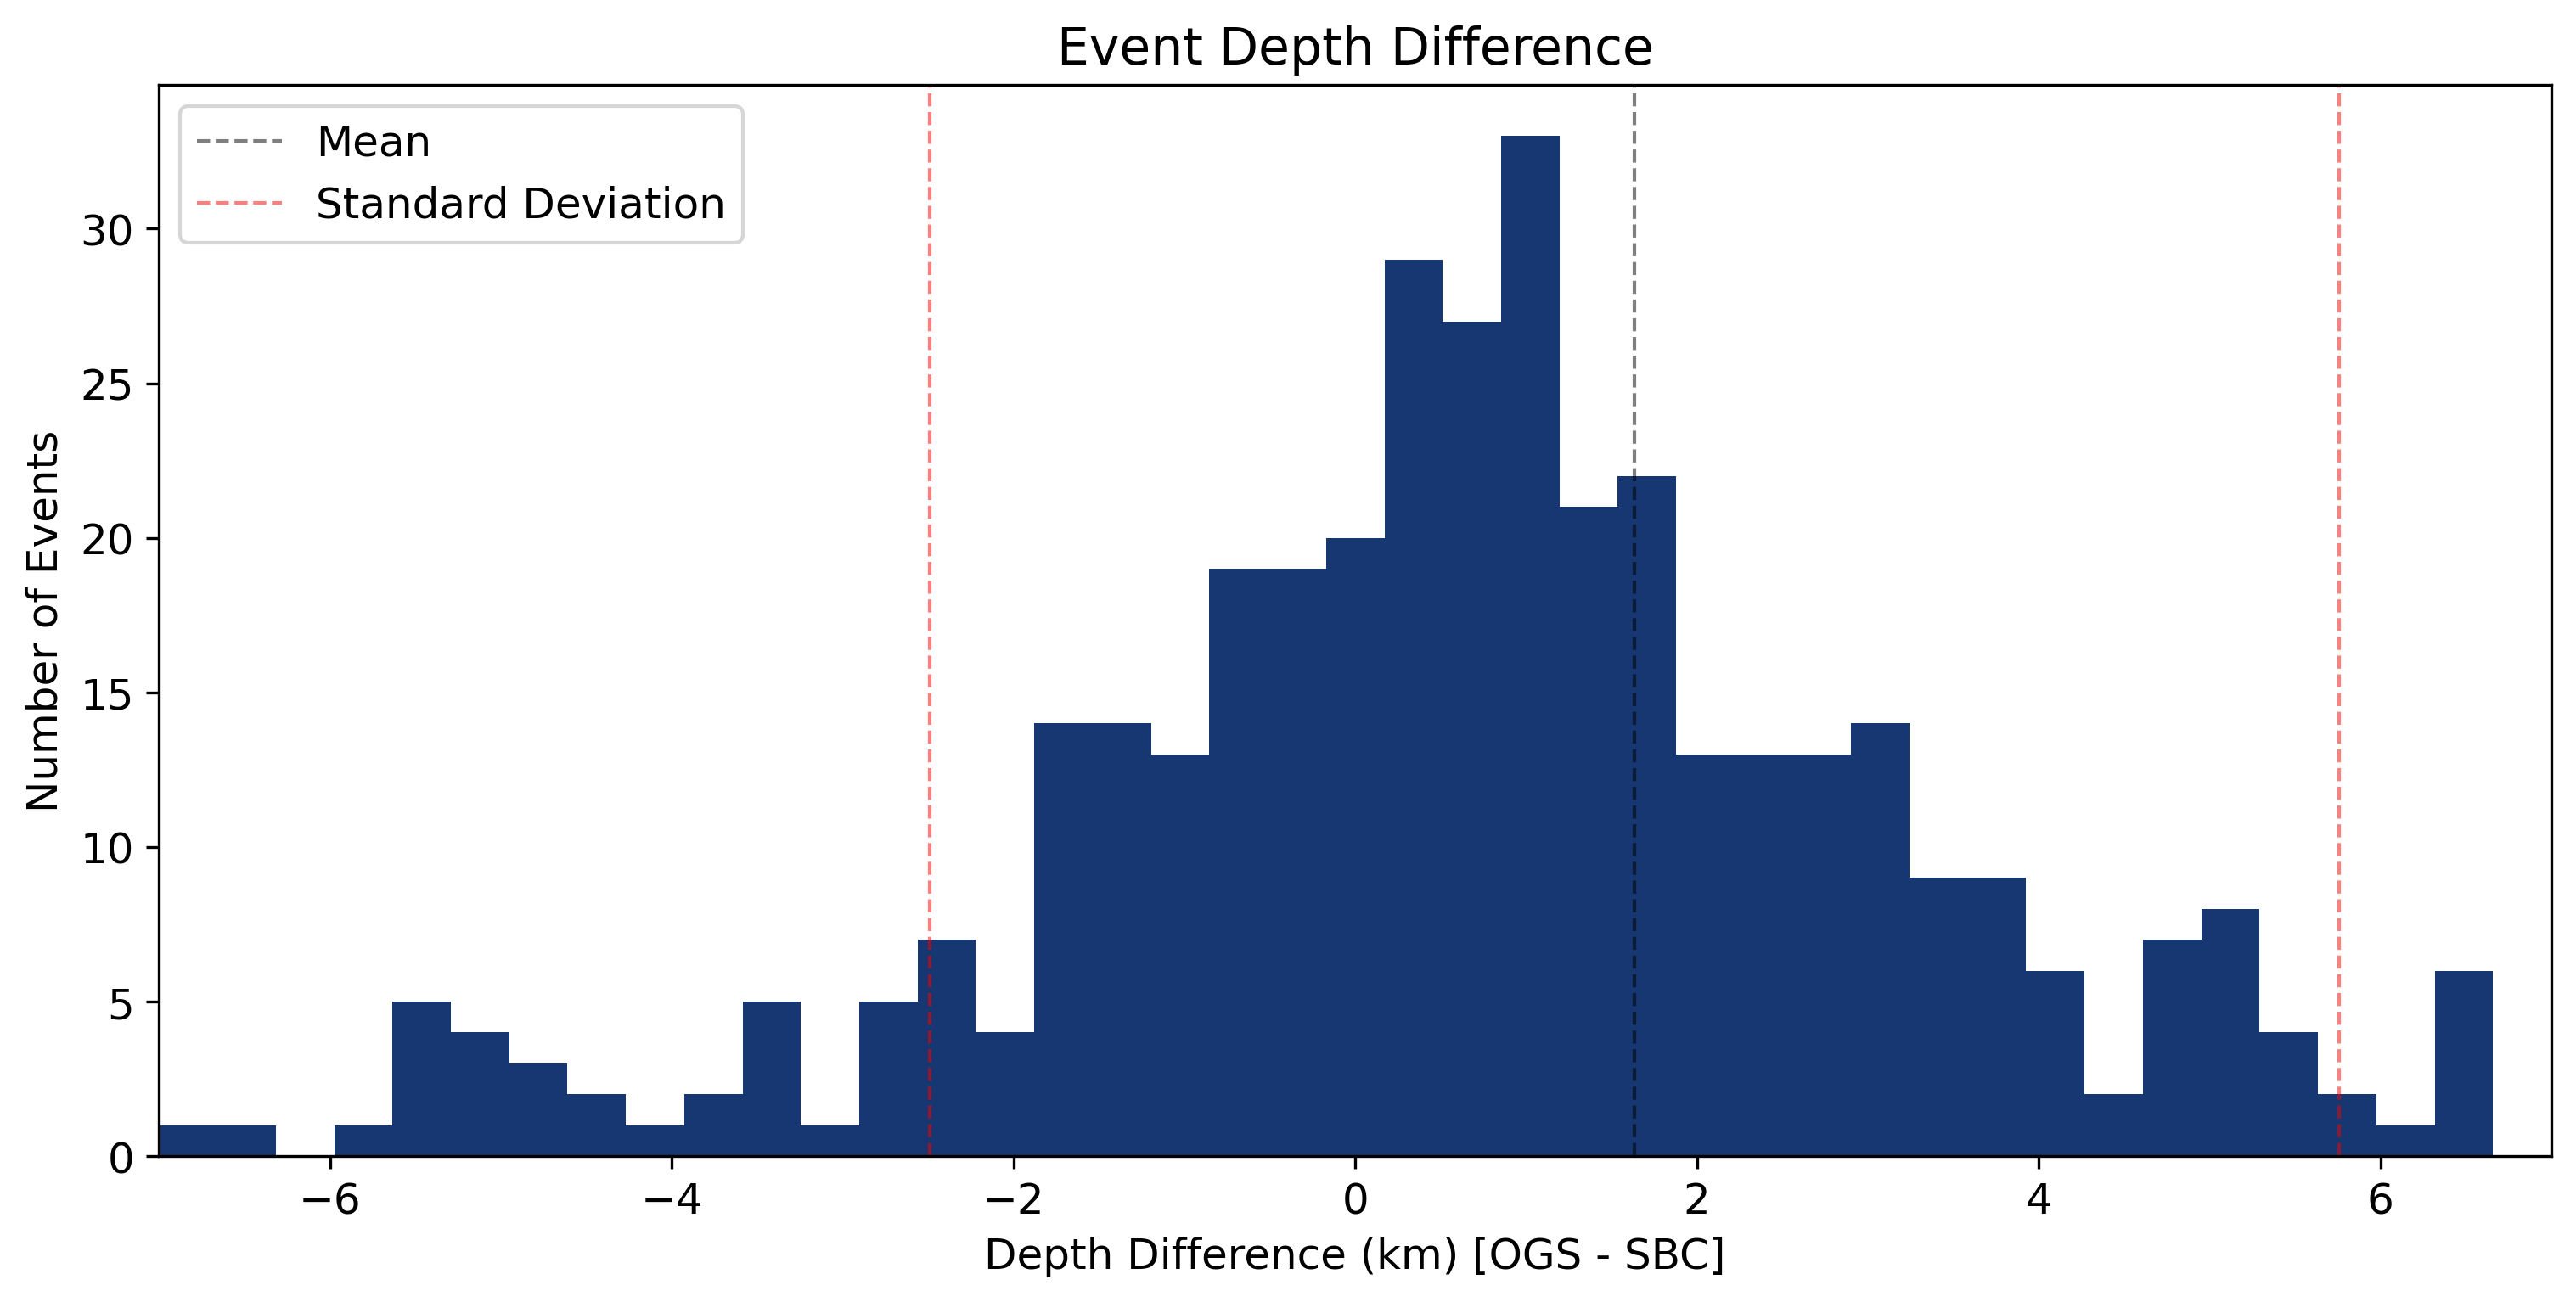 Event Depth Difference
Mean
Standard Deviation
30
25
20
15
10
5
0
Number of Events
−6 −4 −2 0 2 4 6
Depth Difference (km) [OGS - SBC]